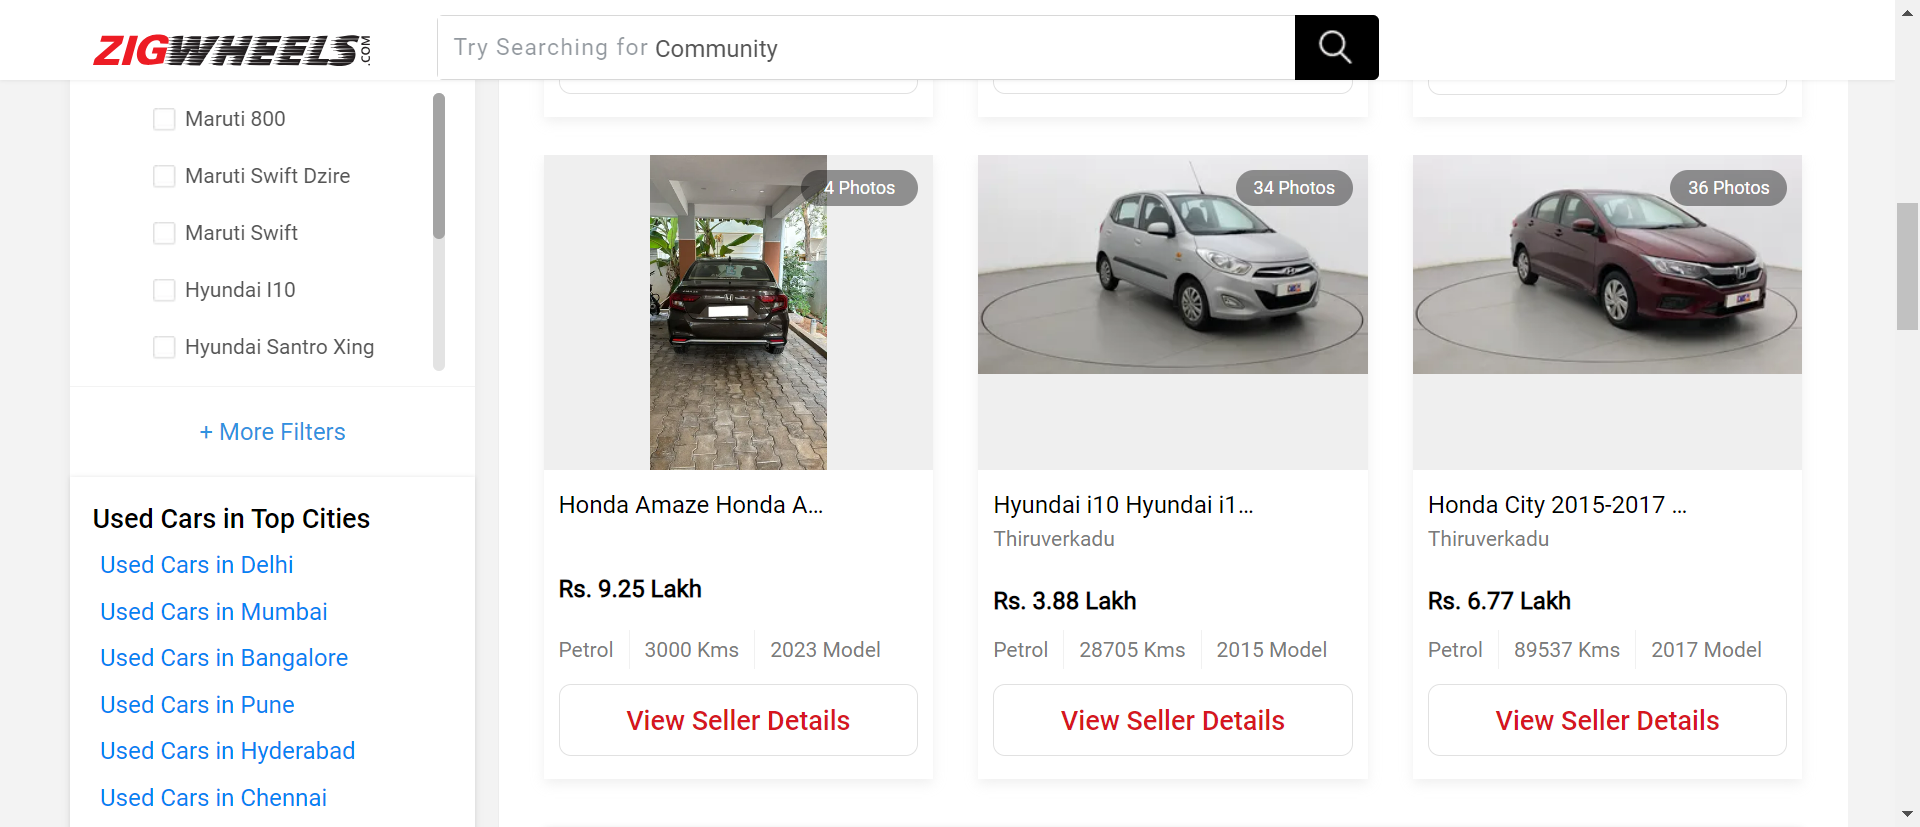 ZIGWHEELS.COM
Try Searching for Community
Maruti 800
Maruti Swift Dzire
Maruti Swift
Hyundai I10
Hyundai Santro Xing
+ More Filters
Used Cars in Top Cities
Used Cars in Delhi
Used Cars in Mumbai
Used Cars in Bangalore
Used Cars in Pune
Used Cars in Hyderabad
Used Cars in Chennai
4 Photos
Honda Amaze Honda A...
Rs. 9.25 Lakh
Petrol 3000 Kms 2023 Model
View Seller Details
34 Photos
Hyundai i10 Hyundai i1...
Thiruverkadu
Rs. 3.88 Lakh
Petrol 28705 Kms 2015 Model
View Seller Details
36 Photos
Honda City 2015-2017 ...
Thiruverkadu
Rs. 6.77 Lakh
Petrol 89537 Kms 2017 Model
View Seller Details